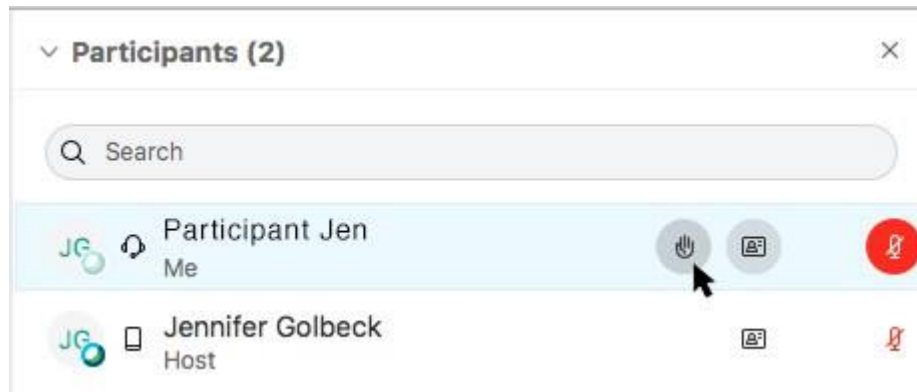 Participants (2)
Search
JG Participant Jen
Me
JG Jennifer Golbeck
Host